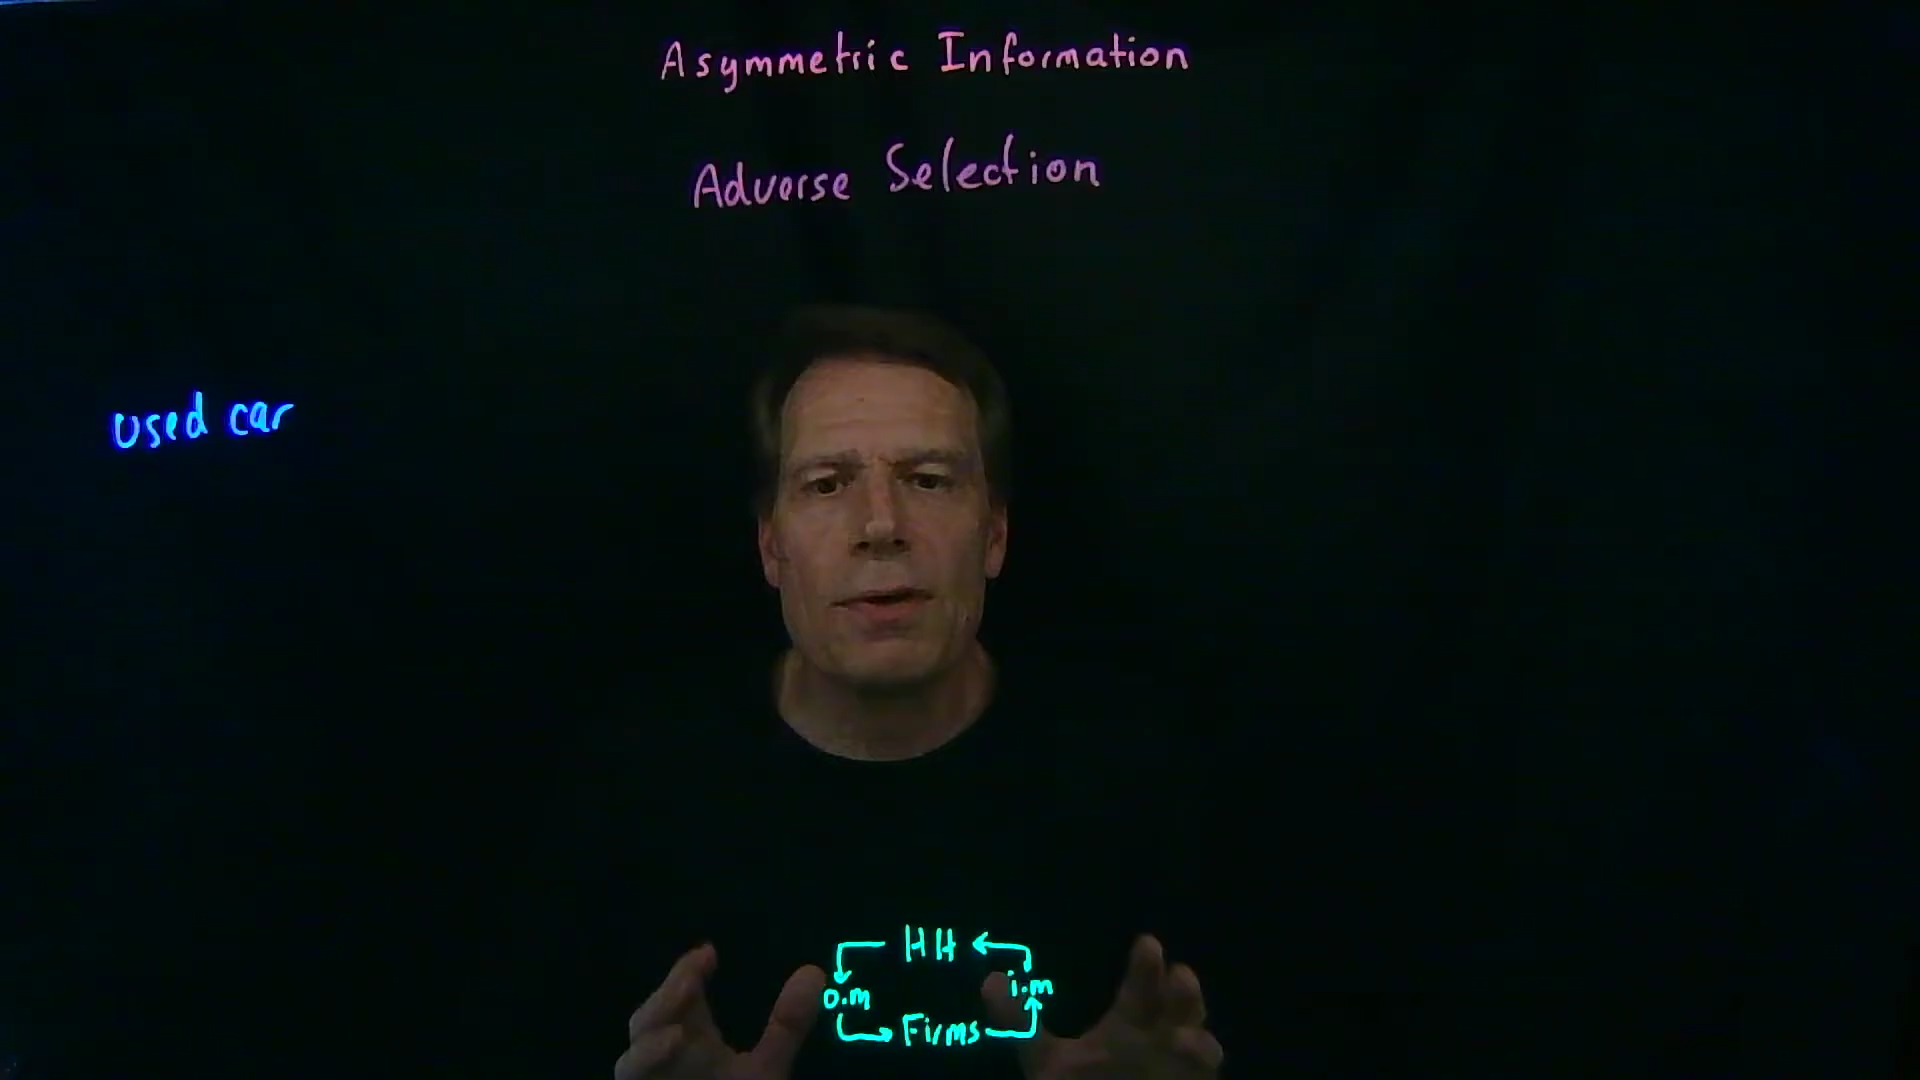 Asymmetric Information
Adverse Selection
used car
HH
o.m i.m
Firms